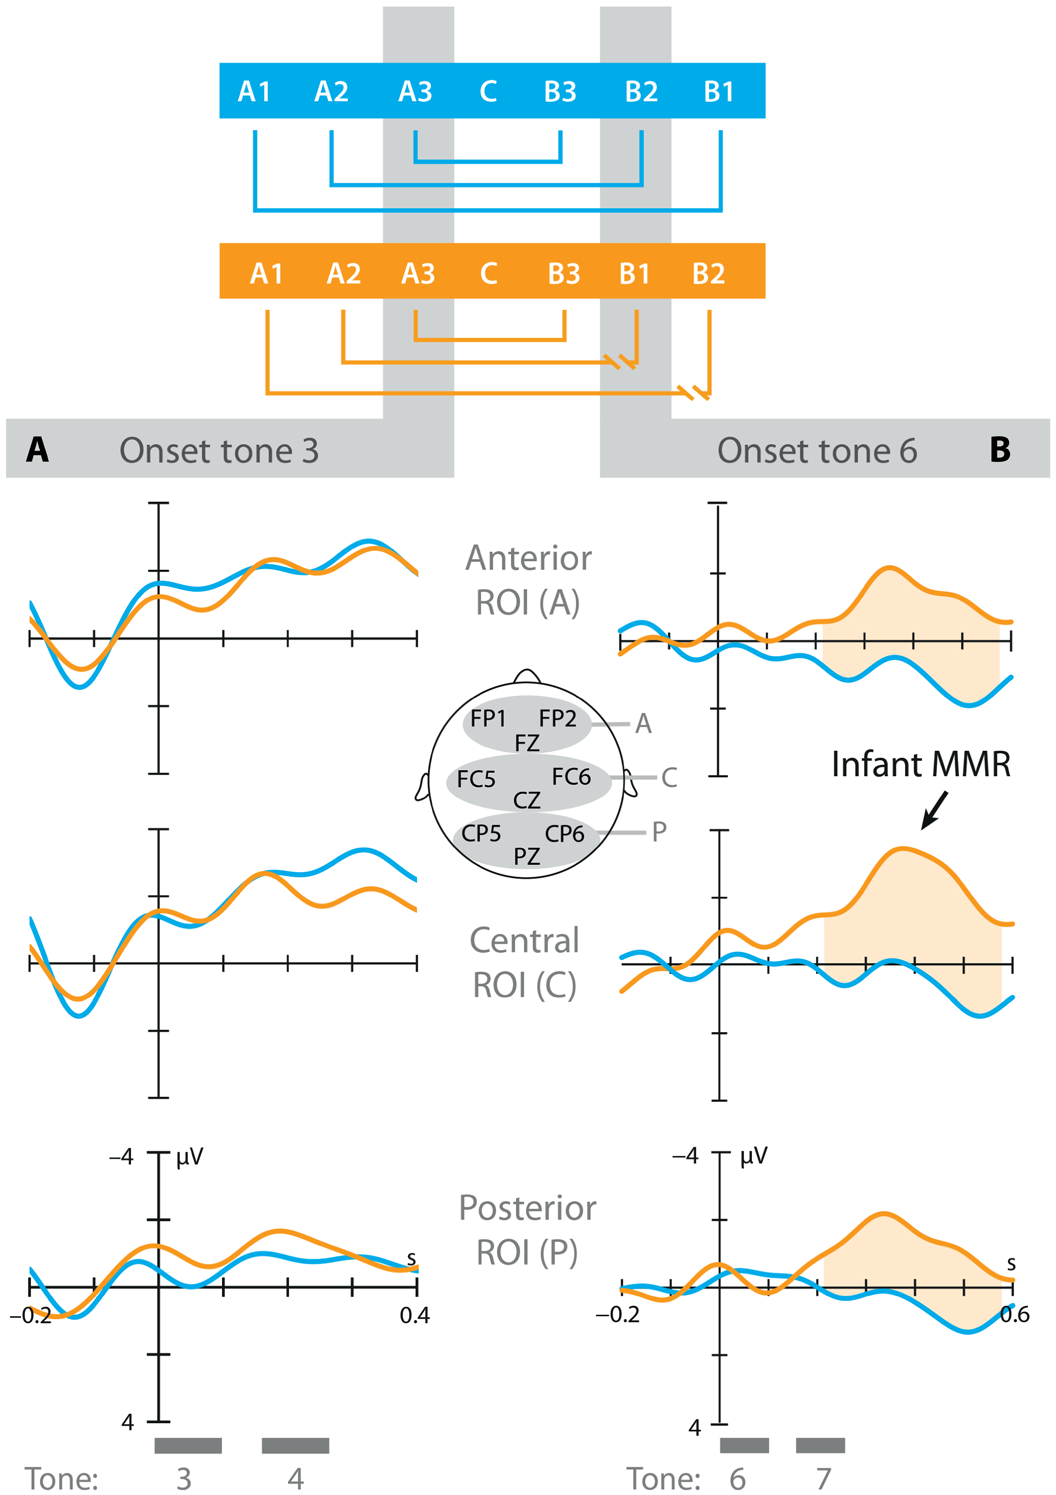 A1 A2 A3 C B3 B2 B1
A1 A2 A3 C B3 B1 B2
A Onset tone 3
Onset tone 6 B
Anterior
ROI (A)
FP1 FP2 A
FZ
FC5 FC6 C
CZ
CP5 CP6 P
PZ
Infant MMR
Central
ROI (C)
–4 µV
–4 µV
Posterior
ROI (P)
s
s
–0.2 0.4
–0.2 0.6
4
4
Tone: 3 4
Tone: 6 7